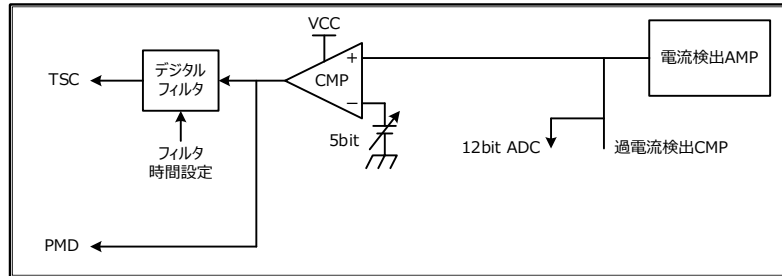 VCC
TSC
デジタル
フィルタ
CMP
+
−
電流検出AMP
5bit
12bit ADC
過電流検出CMP
フィルタ
時間設定
PMD